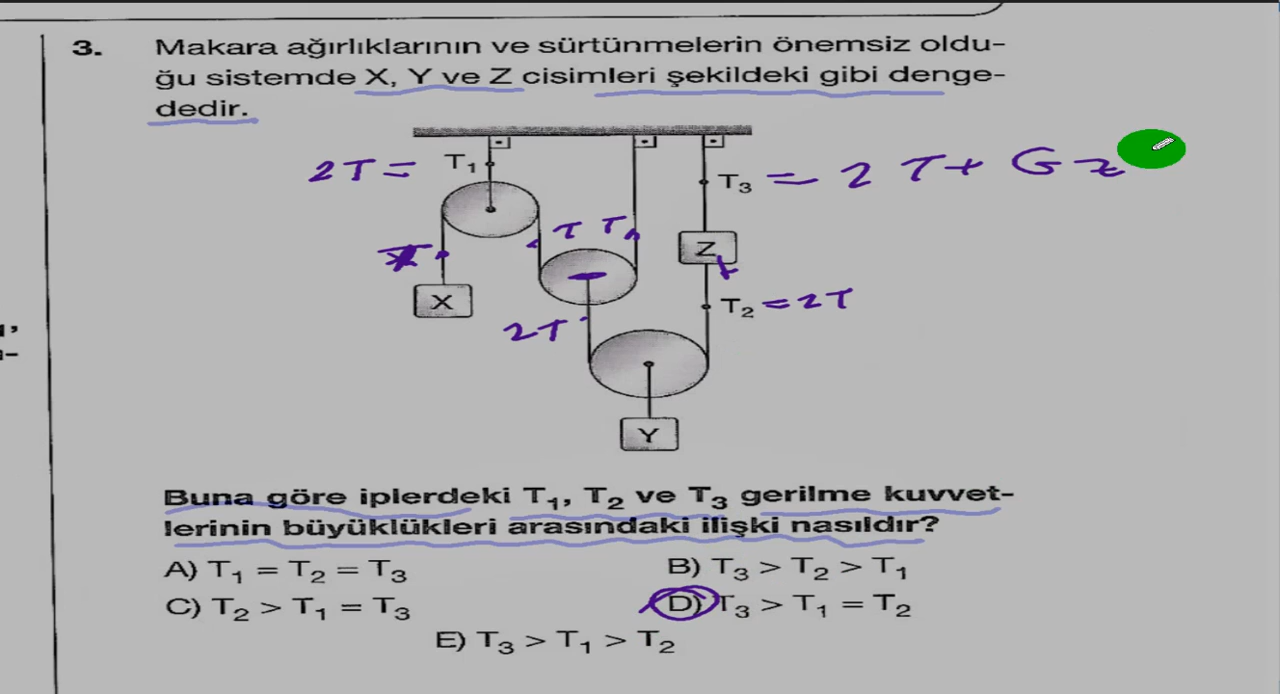 3. Makara ağırlıklarının ve sürtünmelerin önemsiz oldu-
ğu sistemde X, Y ve Z cisimleri şekildeki gibi denge-
dedir.
2T = T₁
T₃ = 2T + Gz
T T
T
Z
X
T₂ = 2T
2T
Y
Buna göre iplerdeki T₁, T₂ ve T₃ gerilme kuvvet-
lerinin büyüklükleri arasındaki ilişki nasıldır?
A) T₁ = T₂ = T₃
B) T₃ > T₂ > T₁
C) T₂ > T₁ = T₃
D) T₃ > T₁ = T₂
E) T₃ > T₁ > T₂